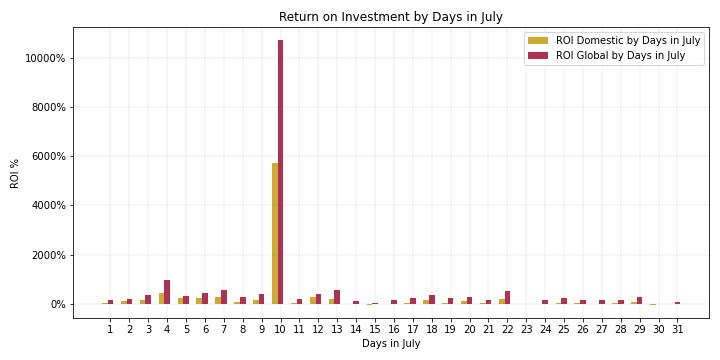 Return on Investment by Days in July
ROI Domestic by Days in July
ROI Global by Days in July
ROI %
10000%
8000%
6000%
4000%
2000%
0%
1 2 3 4 5 6 7 8 9 10 11 12 13 14 15 16 17 18 19 20 21 22 23 24 25 26 27 28 29 30 31
Days in July